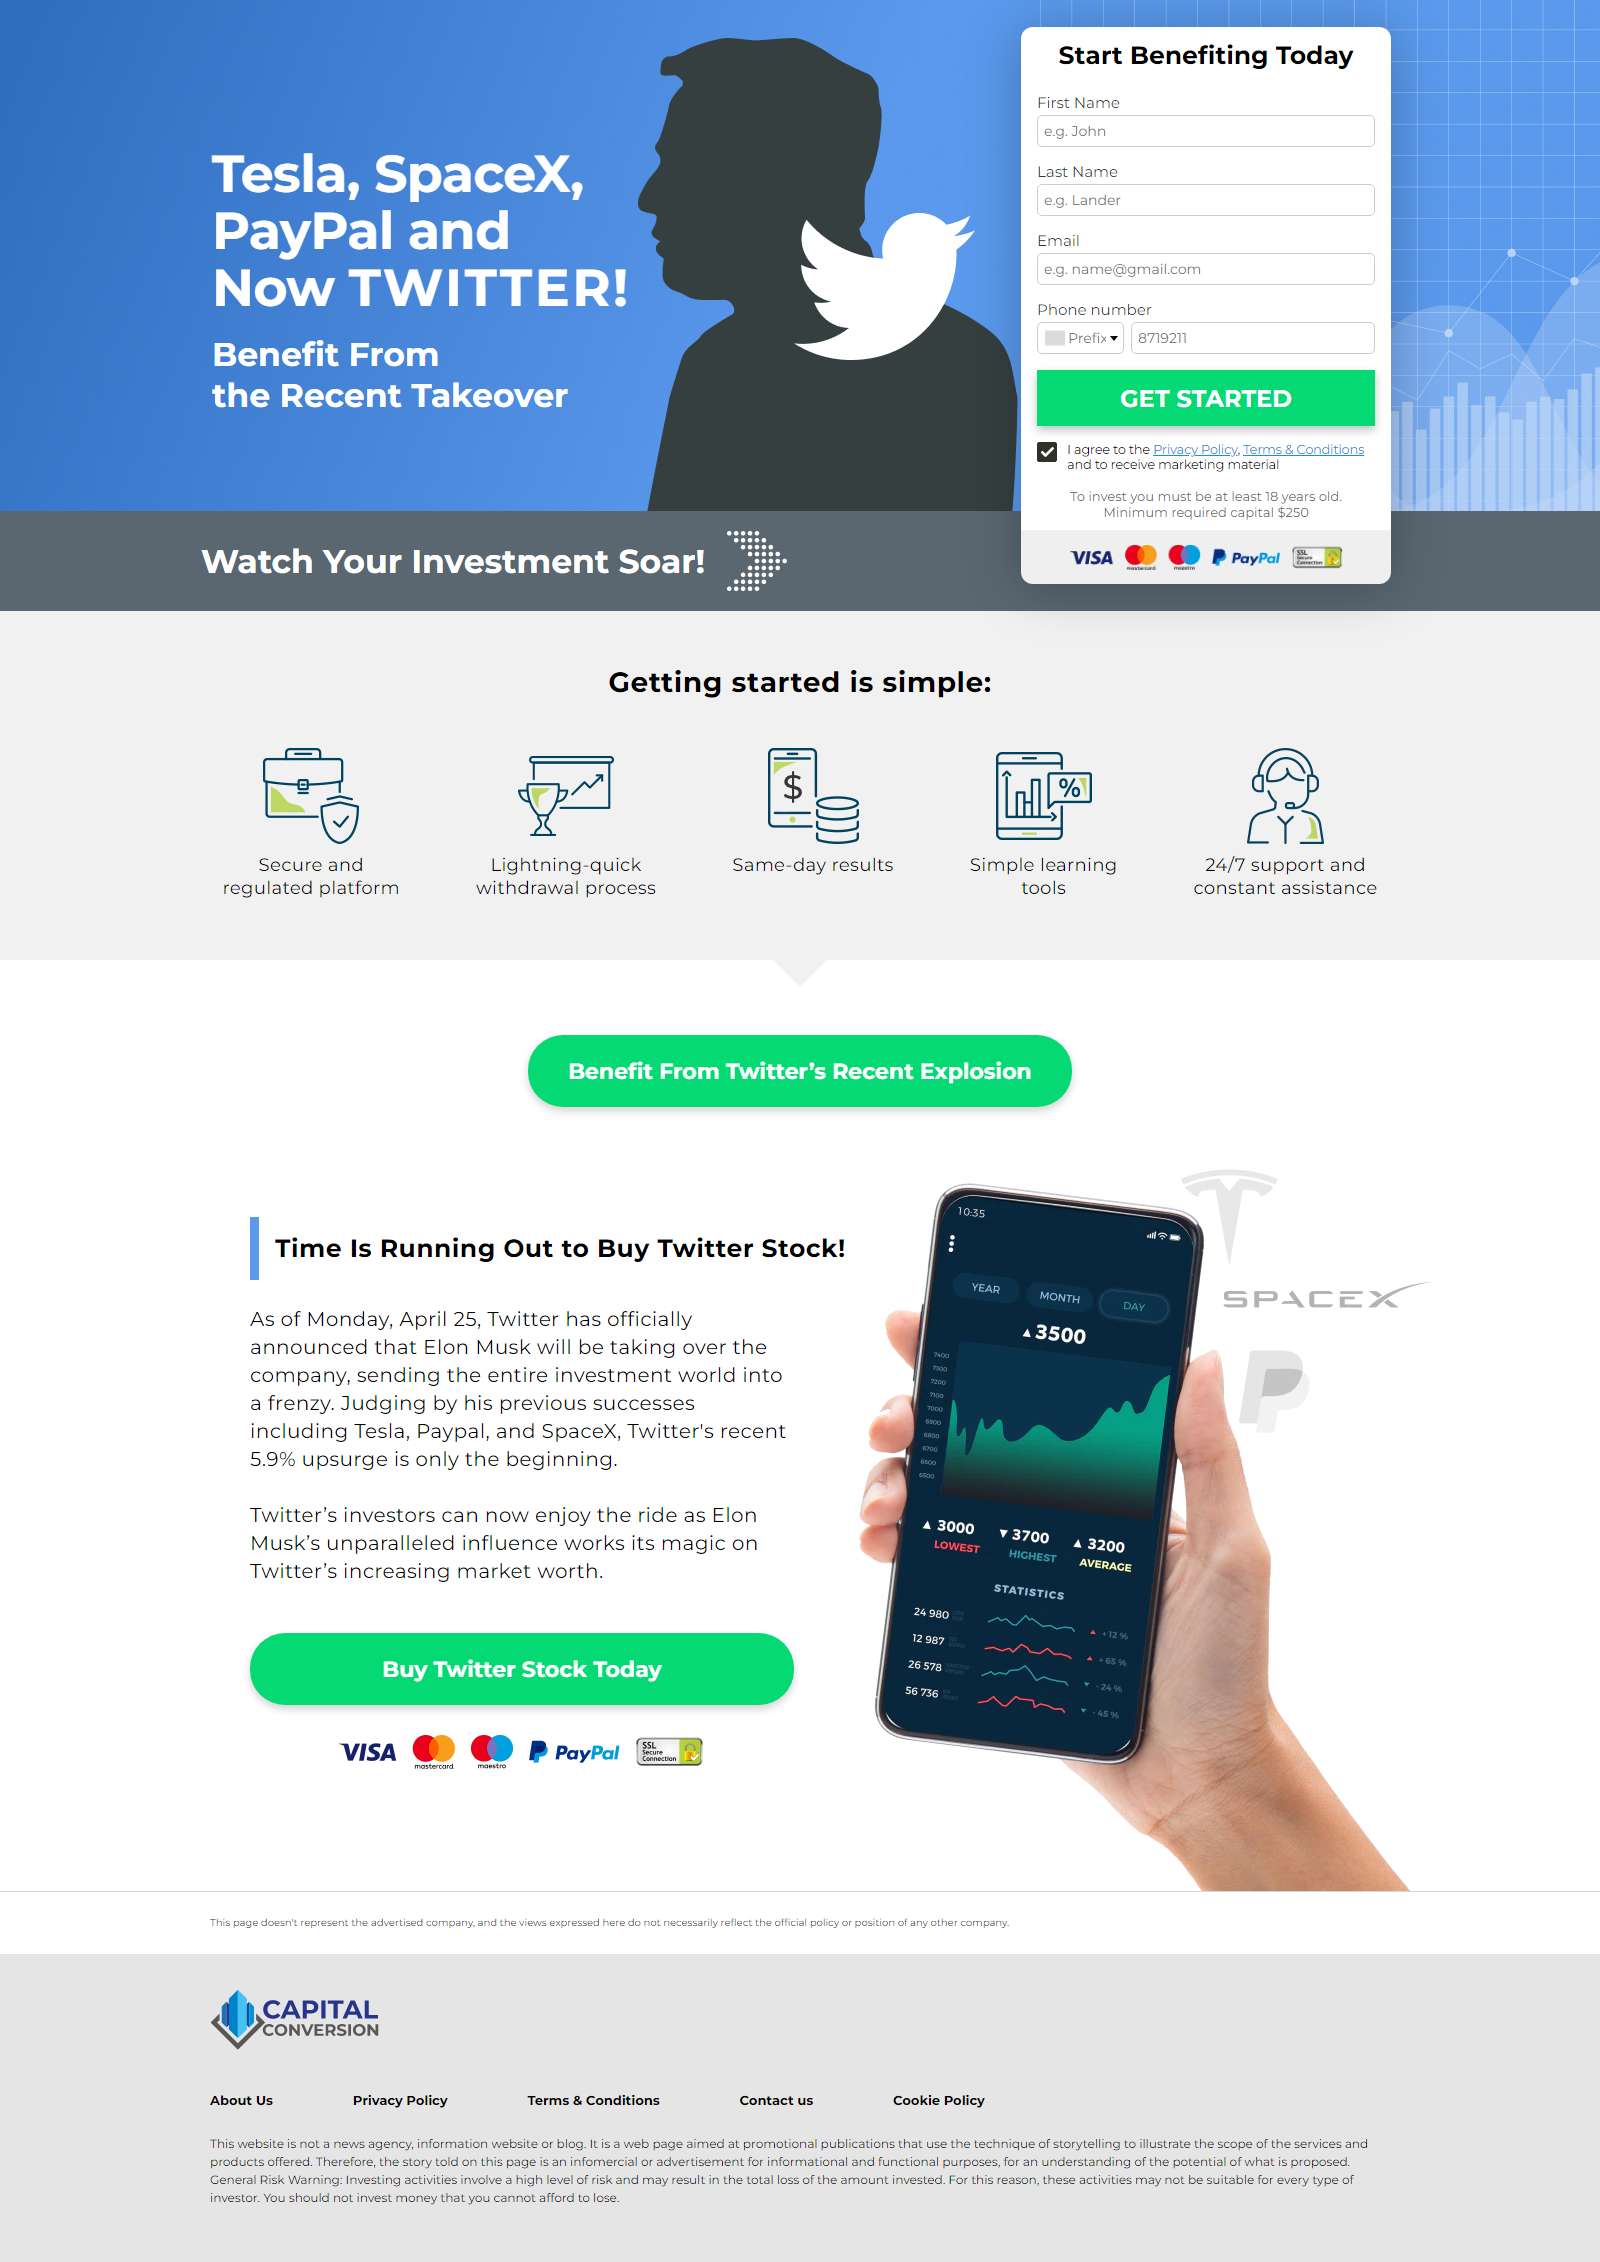 Tesla, SpaceX,
PayPal and
Now TWITTER!
Benefit From
the Recent Takeover
Start Benefiting Today
First Name
e.g. John
Last Name
e.g. Lander
Email
e.g. name@gmail.com
Phone number
Prefix
8719211
GET STARTED
I agree to the Privacy Policy, Terms & Conditions
and to receive marketing material
To invest you must be at least 18 years old.
Minimum required capital $250
VISA mastercard maestro PayPal SSL Secure Connection
Watch Your Investment Soar!
Getting started is simple:
Secure and
regulated platform
Lightning-quick
withdrawal process
$
Same-day results
%
Simple learning
tools
24/7 support and
constant assistance
Benefit From Twitter's Recent Explosion
Time Is Running Out to Buy Twitter Stock!
As of Monday, April 25, Twitter has officially
announced that Elon Musk will be taking over the
company, sending the entire investment world into
a frenzy. Judging by his previous successes
including Tesla, Paypal, and SpaceX, Twitter's recent
5.9% upsurge is only the beginning.
Twitter's investors can now enjoy the ride as Elon
Musk's unparalleled influence works its magic on
Twitter's increasing market worth.
Buy Twitter Stock Today
VISA mastercard maestro PayPal SSL Secure Connection
10:35
YEAR MONTH DAY
3500
7400
7300
7200
7100
7000
6900
6800
6700
6600
6500
3000 3700 3200
LOWEST HIGHEST AVERAGE
STATISTICS
24 980 +12 %
12 987 + 65 %
26 578 - 24 %
56 736 - 45 %
SPACEX
This page doesn't represent the advertised company, and the views expressed here do not necessarily reflect the official policy or position of any other company.
CAPITAL
CONVERSION
About Us Privacy Policy Terms & Conditions Contact us Cookie Policy
This website is not a news agency, information website or blog. It is a web page aimed at promotional publications that use the technique of storytelling to illustrate the scope of the services and
products offered. Therefore, the story told on this page is an infomercial or advertisement for informational and functional purposes, for an understanding of the potential of what is proposed.
General Risk Warning: Investing activities involve a high level of risk and may result in the total loss of the amount invested. For this reason, these activities may not be suitable for every type of
investor. You should not invest money that you cannot afford to lose.